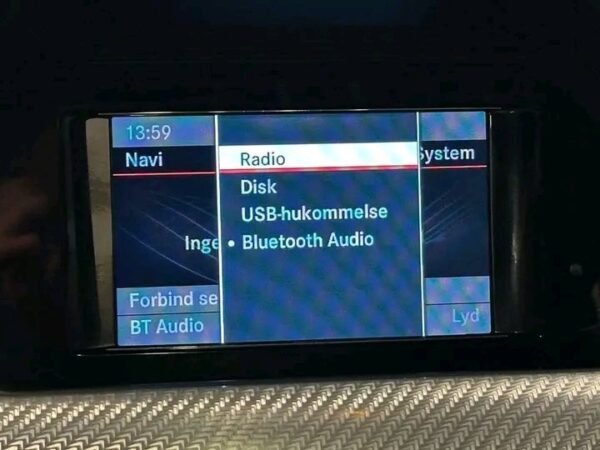 13:59
Navi
System
Radio
Disk
USB-hukommelse
Inge • Bluetooth Audio
Forbind se
BT Audio
Lyd